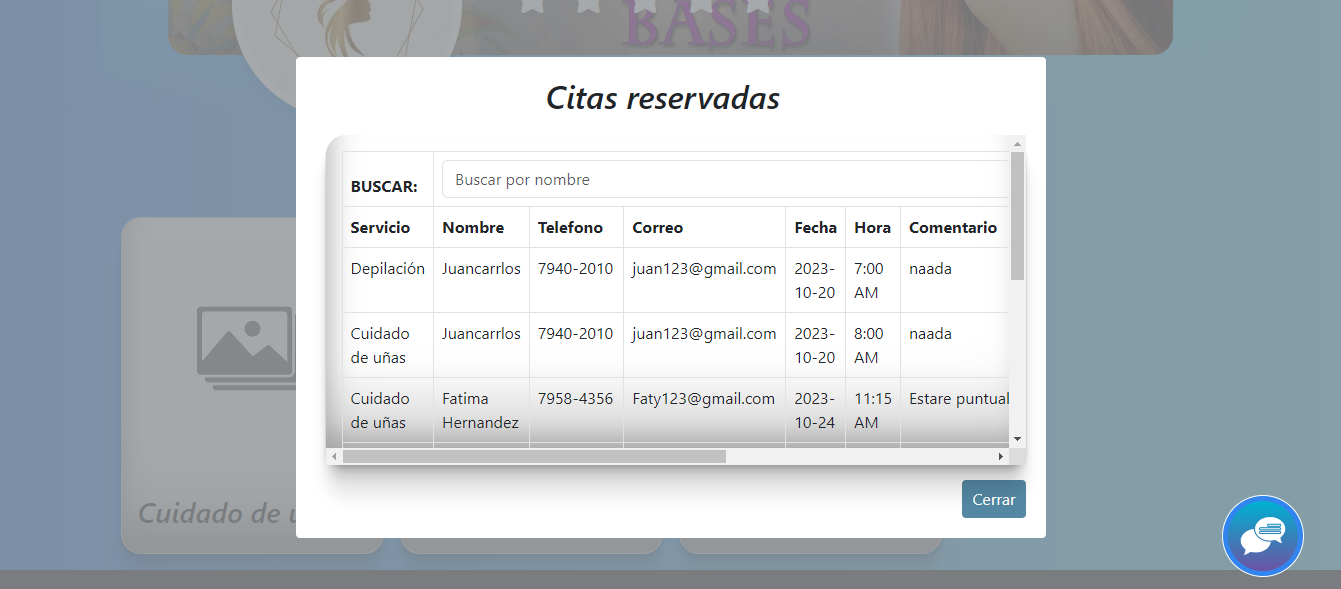 BASES
Citas reservadas
BUSCAR: Buscar por nombre
Servicio Nombre Telefono Correo Fecha Hora Comentario
Depilación Juancarrlos 7940-2010 juan123@gmail.com 2023-10-20 7:00 AM naada
Cuidado de uñas Juancarrlos 7940-2010 juan123@gmail.com 2023-10-20 8:00 AM naada
Cuidado de uñas Fatima Hernandez 7958-4356 Faty123@gmail.com 2023-10-24 11:15 AM Estare puntual
Cerrar
Cuidado de u